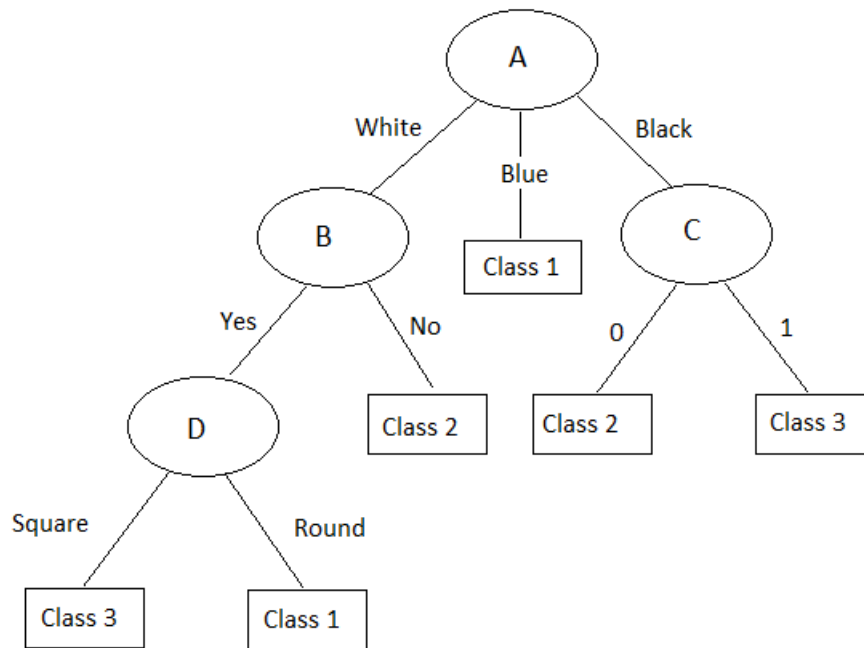 A
White
Black
Blue
B
C
Class 1
Yes
No
0
1
Class 2
Class 2
Class 3
D
Square
Round
Class 3
Class 1